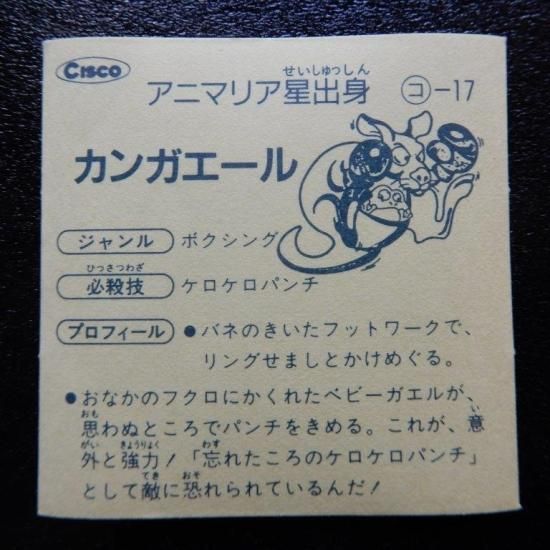 CISCO
せいしゅっしん
アニマリア星出身 ㋙-17
カンガエール
ジャンル ボクシング
ひっさつわざ
必殺技 ケロケロパンチ
プロフィール ●バネのきいたフットワークで、
リングせましとかけめぐる。
●おなかのフクロにかくれたベビーガエルが、
おも い
思わぬところでパンチをきめる。これが、意
がい きょうりょく わす
外と強力!「忘れたころのケロケロパンチ」
てき おそ
として敵に恐れられているんだ!